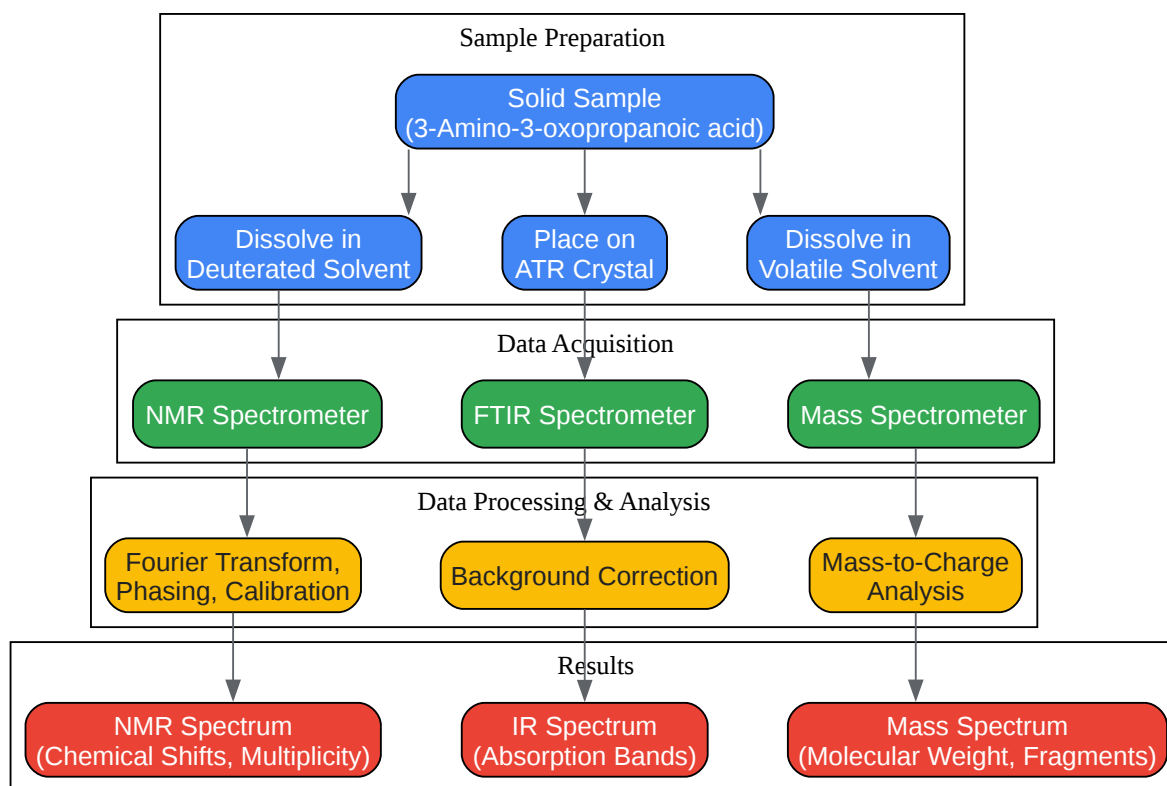 Sample Preparation
Solid Sample
(3-Amino-3-oxopropanoic acid)
Dissolve in
Deuterated Solvent
Place on
ATR Crystal
Dissolve in
Volatile Solvent
Data Acquisition
NMR Spectrometer
FTIR Spectrometer
Mass Spectrometer
Data Processing & Analysis
Fourier Transform,
Phasing, Calibration
Background Correction
Mass-to-Charge
Analysis
Results
NMR Spectrum
(Chemical Shifts, Multiplicity)
IR Spectrum
(Absorption Bands)
Mass Spectrum
(Molecular Weight, Fragments)